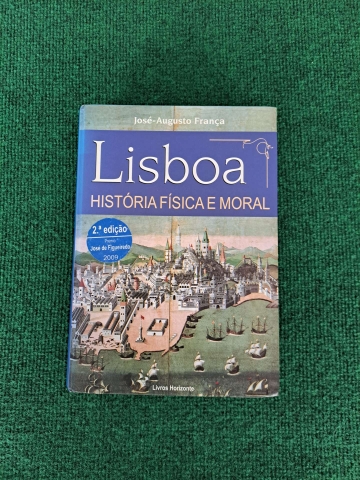 José-Augusto França
Lisboa
HISTÓRIA FÍSICA E MORAL
2.ª edição
Prémio
José de Figueiredo
2009
Livros Horizonte